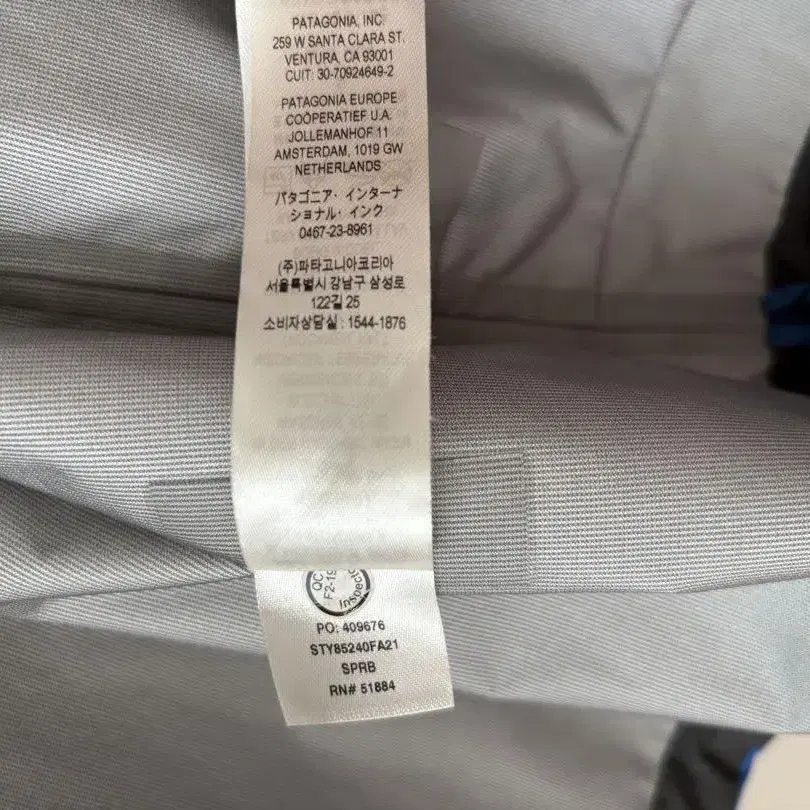 PATAGONIA, INC
259 W SANTA CLARA ST.
VENTURA, CA 93001
CUIT: 30-70924649-2
PATAGONIA EUROPE
COÖPERATIEF U.A.
JOLLEMANHOF 11
AMSTERDAM, 1019 GW
NETHERLANDS
パタゴニア・インターナ
ショナル・インク
0467-23-8961
(주)파타고니아코리아
서울특별시 강남구 삼성로
122길 25
소비자상담실 : 1544-1876
QC
F2-19
Inspect
PO: 409676
STY85240FA21
SPRB
RN# 51884